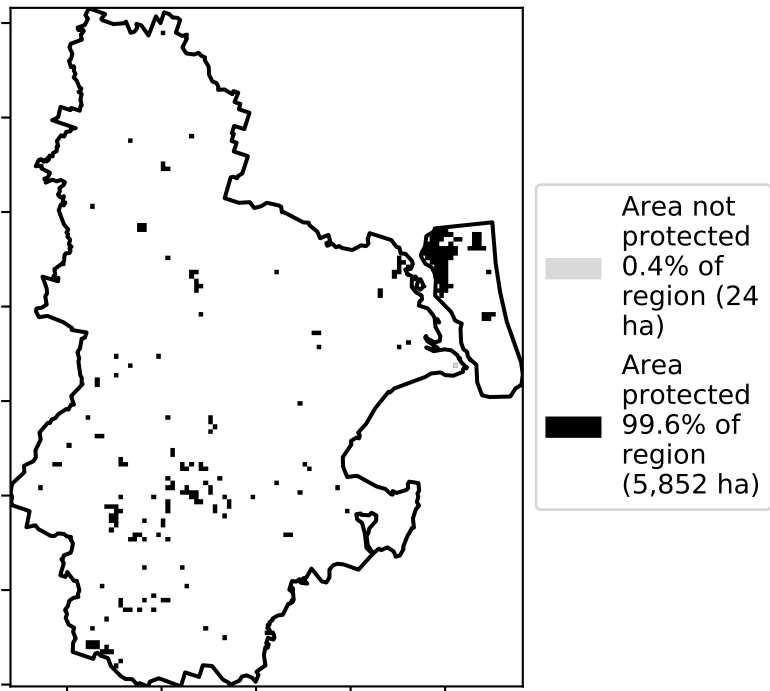 Area not
protected
0.4% of
region (24
ha)
Area
protected
99.6% of
region
(5,852 ha)